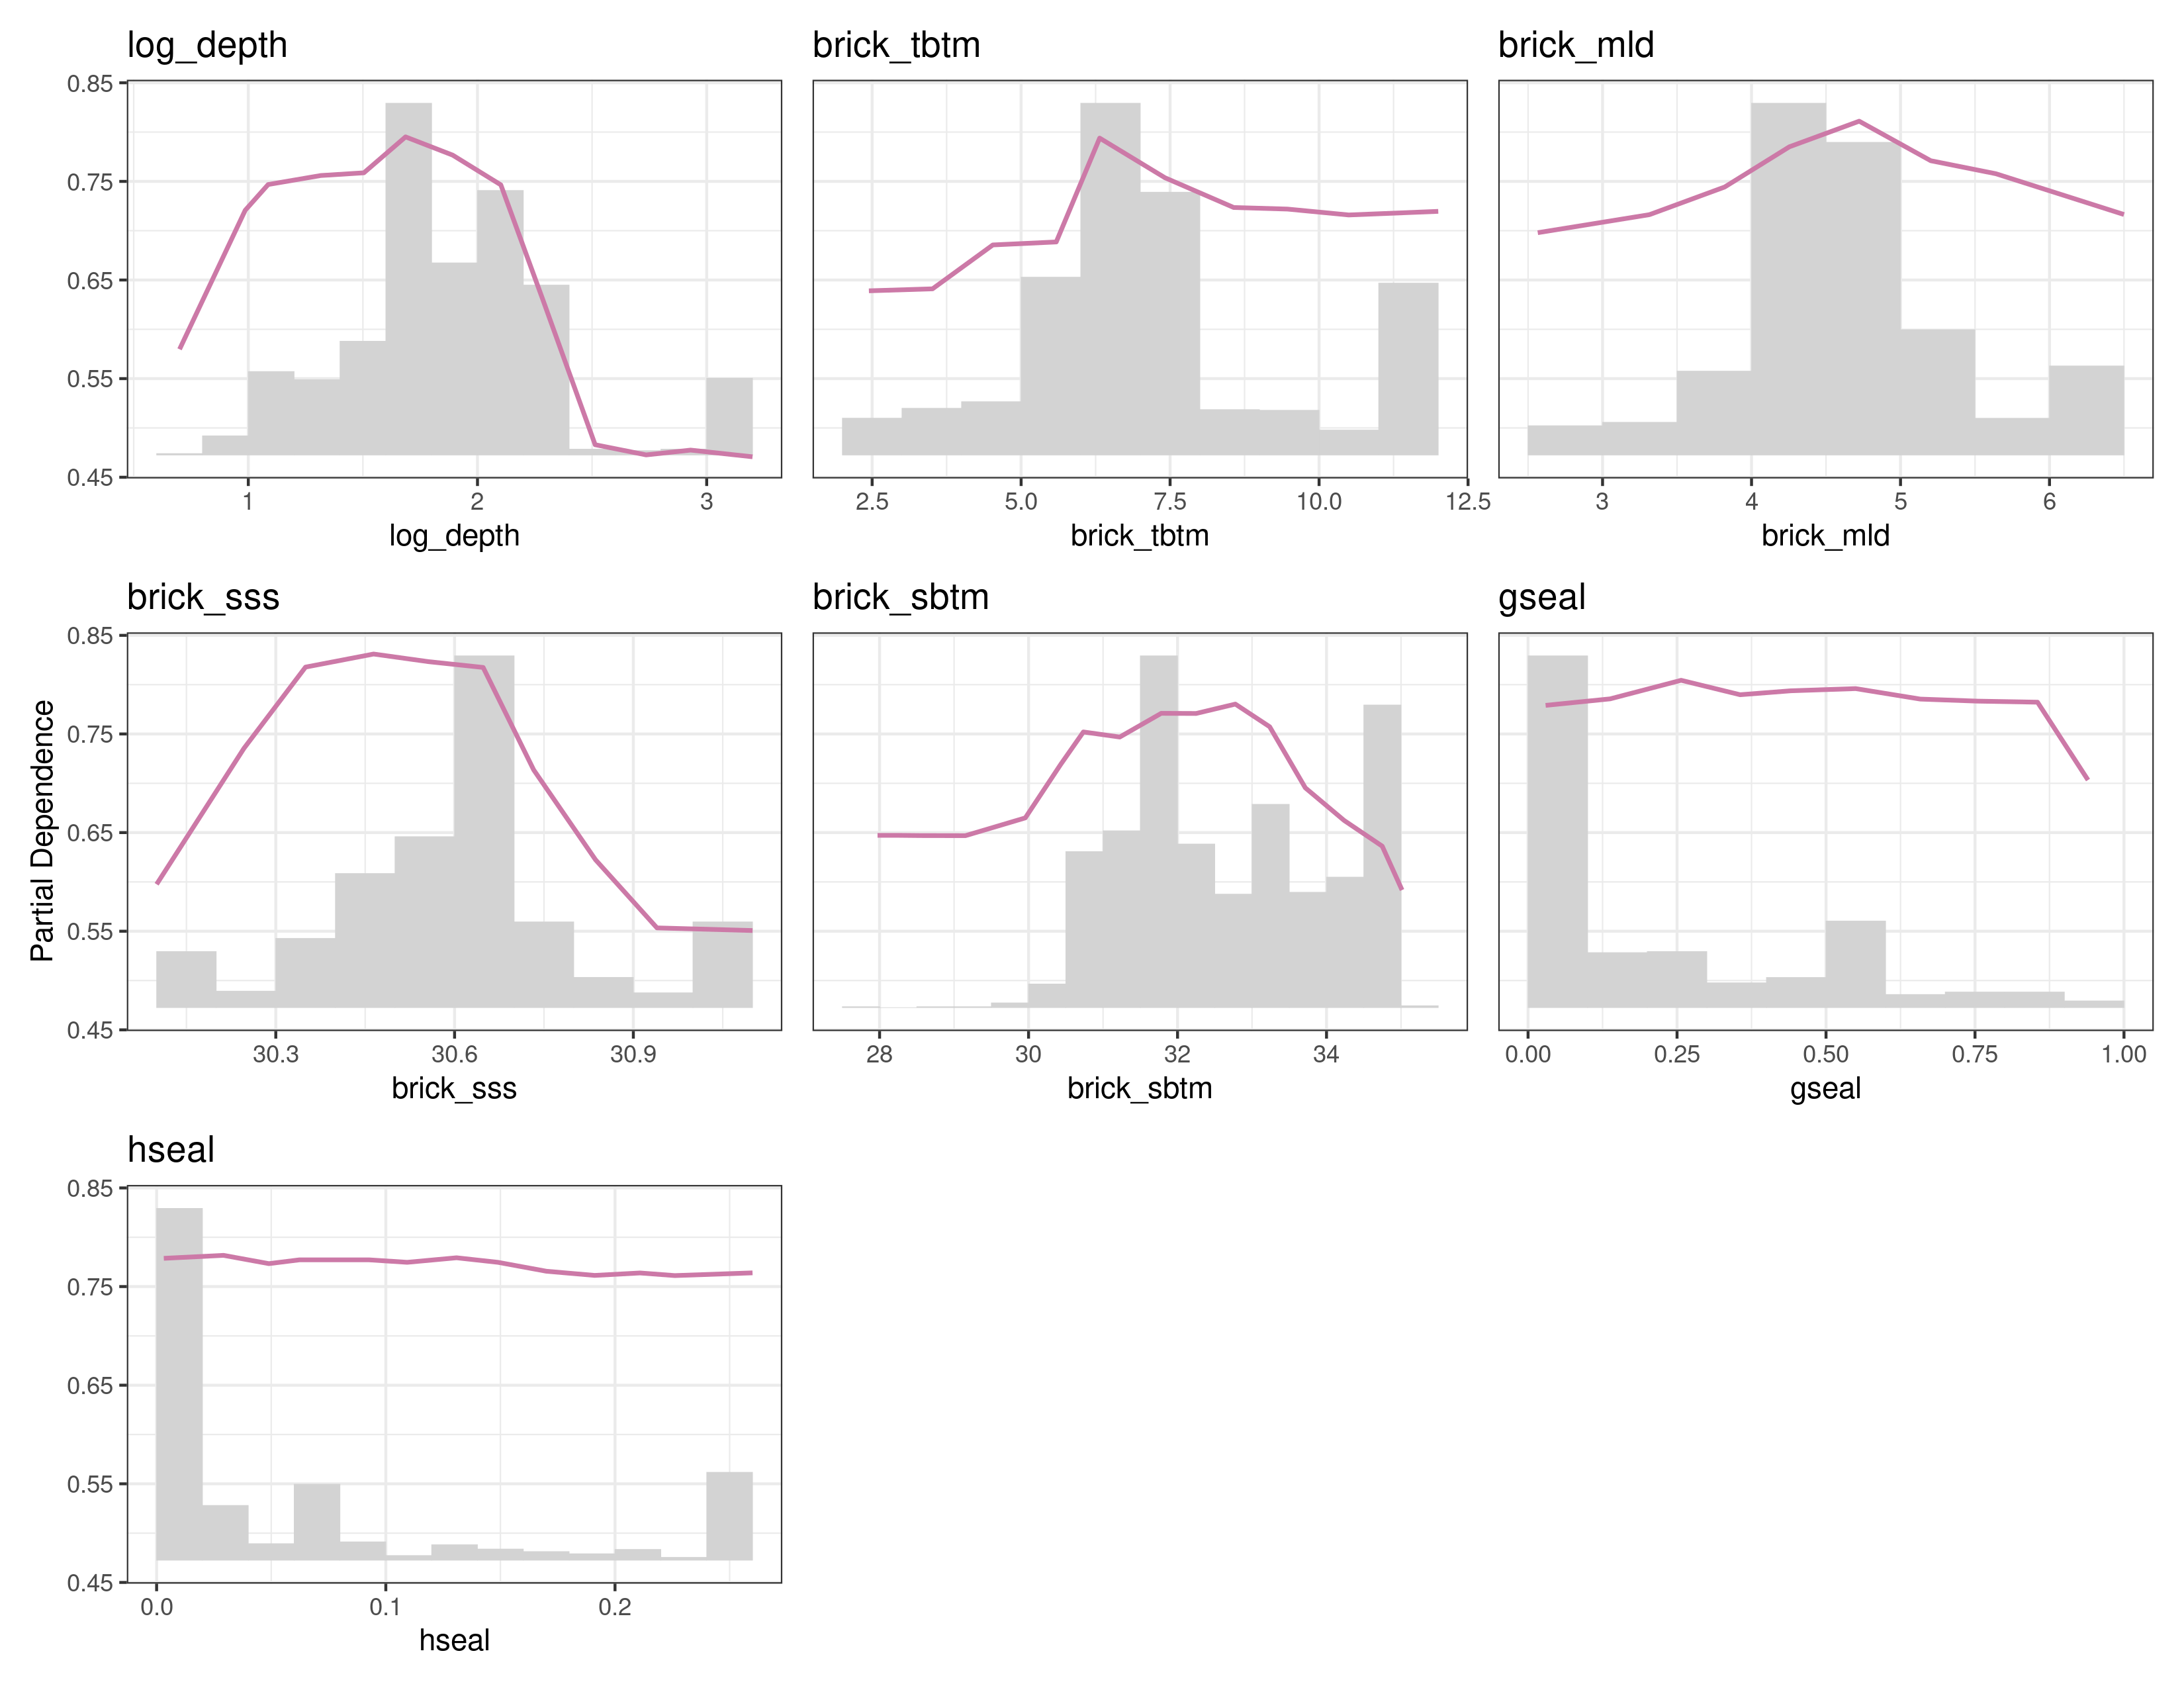 log_depth
brick_tbtm
brick_mld
0.85
0.75
0.65
0.55
0.45
1 2 3
2.5 5.0 7.5 10.0 12.5
3 4 5 6
log_depth
brick_tbtm
brick_mld
brick_sss
brick_sbtm
gseal
Partial Dependence
0.85
0.75
0.65
0.55
0.45
30.3 30.6 30.9
28 30 32 34
0.00 0.25 0.50 0.75 1.00
brick_sss
brick_sbtm
gseal
hseal
0.85
0.75
0.65
0.55
0.45
0.0 0.1 0.2
hseal